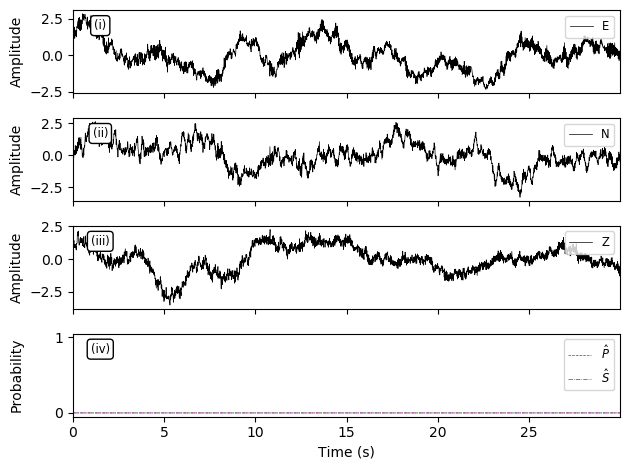 2.5
0.0
−2.5
Amplitude
(i)
E
2.5
0.0
−2.5
Amplitude
(ii)
N
2.5
0.0
−2.5
Amplitude
(iii)
Z
1
0
Probability
(iv)
P̂
Ŝ
0 5 10 15 20 25
Time (s)